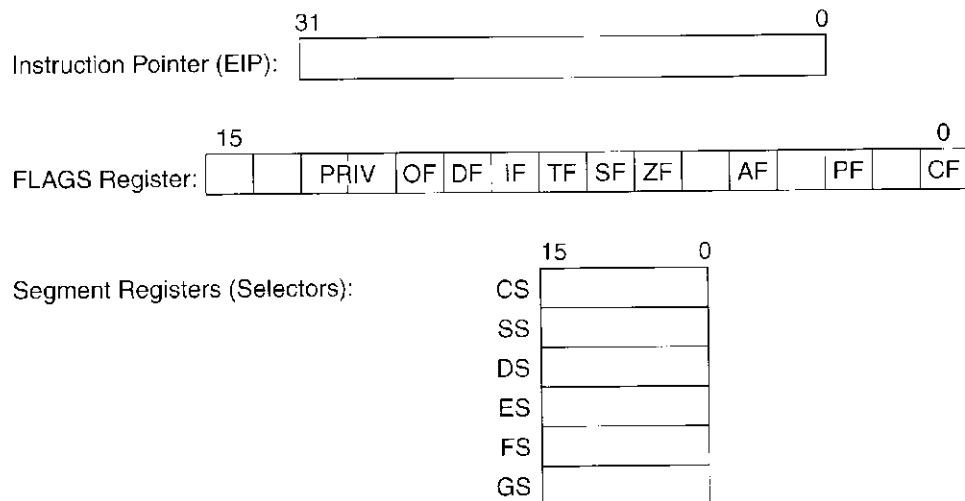 31 0
Instruction Pointer (EIP):
15 0
FLAGS Register: PRIV OF DF IF TF SF ZF AF PF CF
15 0
Segment Registers (Selectors): CS
SS
DS
ES
FS
GS